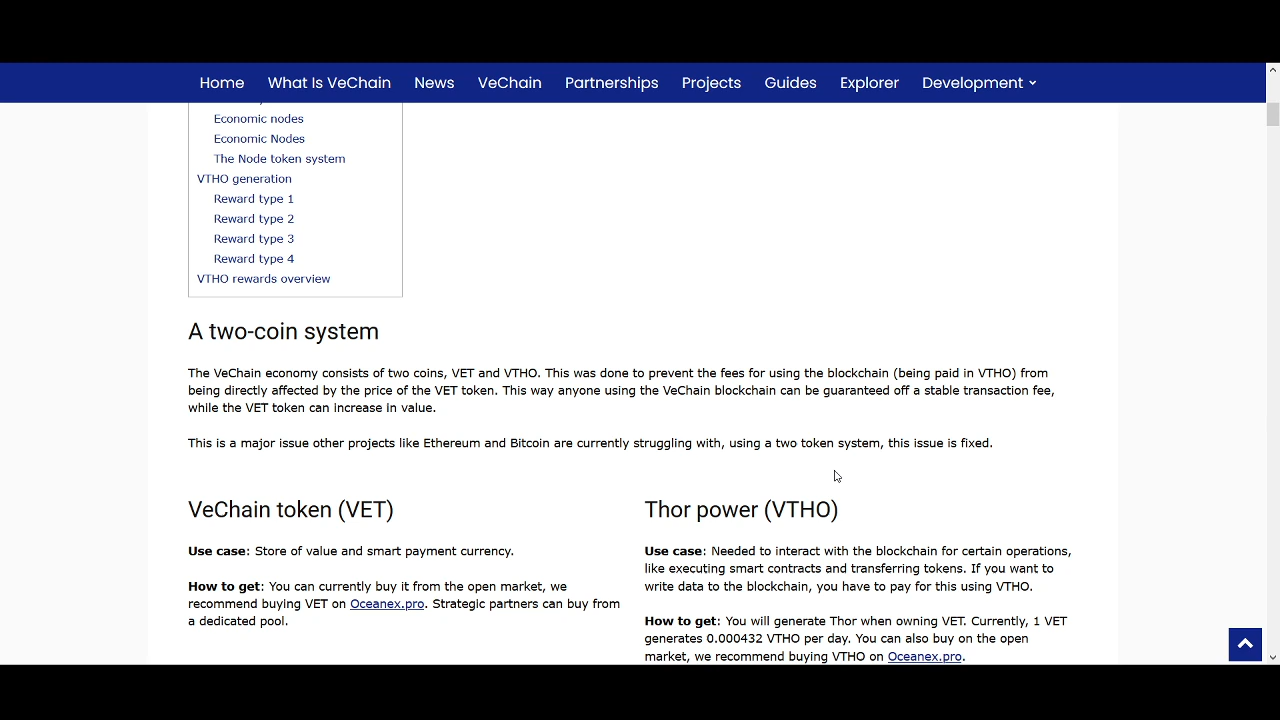 Home What Is VeChain News VeChain Partnerships Projects Guides Explorer Development
Economic nodes
Economic Nodes
The Node token system
VTHO generation
Reward type 1
Reward type 2
Reward type 3
Reward type 4
VTHO rewards overview
A two-coin system
The VeChain economy consists of two coins, VET and VTHO. This was done to prevent the fees for using the blockchain (being paid in VTHO) from
being directly affected by the price of the VET token. This way anyone using the VeChain blockchain can be guaranteed off a stable transaction fee,
while the VET token can increase in value.
This is a major issue other projects like Ethereum and Bitcoin are currently struggling with, using a two token system, this issue is fixed.
VeChain token (VET)
Use case: Store of value and smart payment currency.
How to get: You can currently buy it from the open market, we
recommend buying VET on Oceanex.pro. Strategic partners can buy from
a dedicated pool.
Thor power (VTHO)
Use case: Needed to interact with the blockchain for certain operations,
like executing smart contracts and transferring tokens. If you want to
write data to the blockchain, you have to pay for this using VTHO.
How to get: You will generate Thor when owning VET. Currently, 1 VET
generates 0.000432 VTHO per day. You can also buy on the open
market, we recommend buying VTHO on Oceanex.pro.